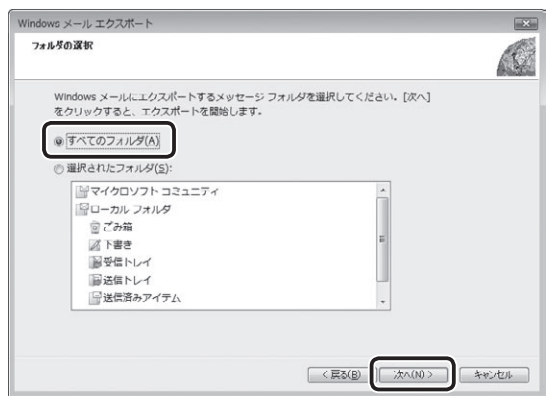 Windows メール エクスポート
フォルダの選択
Windows メールにエクスポートするメッセージ フォルダを選択してください。[次へ]
をクリックすると、エクスポートを開始します。
すべてのフォルダ(A)
選択されたフォルダ(S):
マイクロソフト コミュニティ
ローカル フォルダ
ごみ箱
下書き
受信トレイ
送信トレイ
送信済みアイテム
< 戻る(B) 次へ(N) > キャンセル